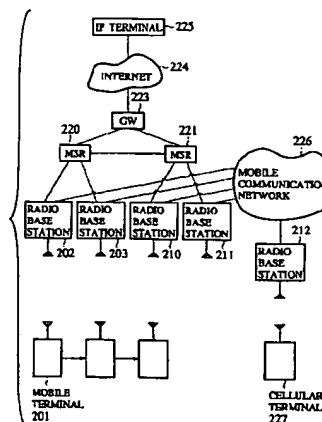 IP TERMINAL
225
INTERNET
224
223
GW
220
MSR
221
MSR
226
MOBILE
COMMUNICATION
NETWORK
RADIO
BASE
STATION
202
RADIO
BASE
STATION
203
RADIO
BASE
STATION
210
RADIO
BASE
STATION
211
212
RADIO
BASE
STATION
MOBILE
TERMINAL
201
CELLULAR
TERMINAL
227